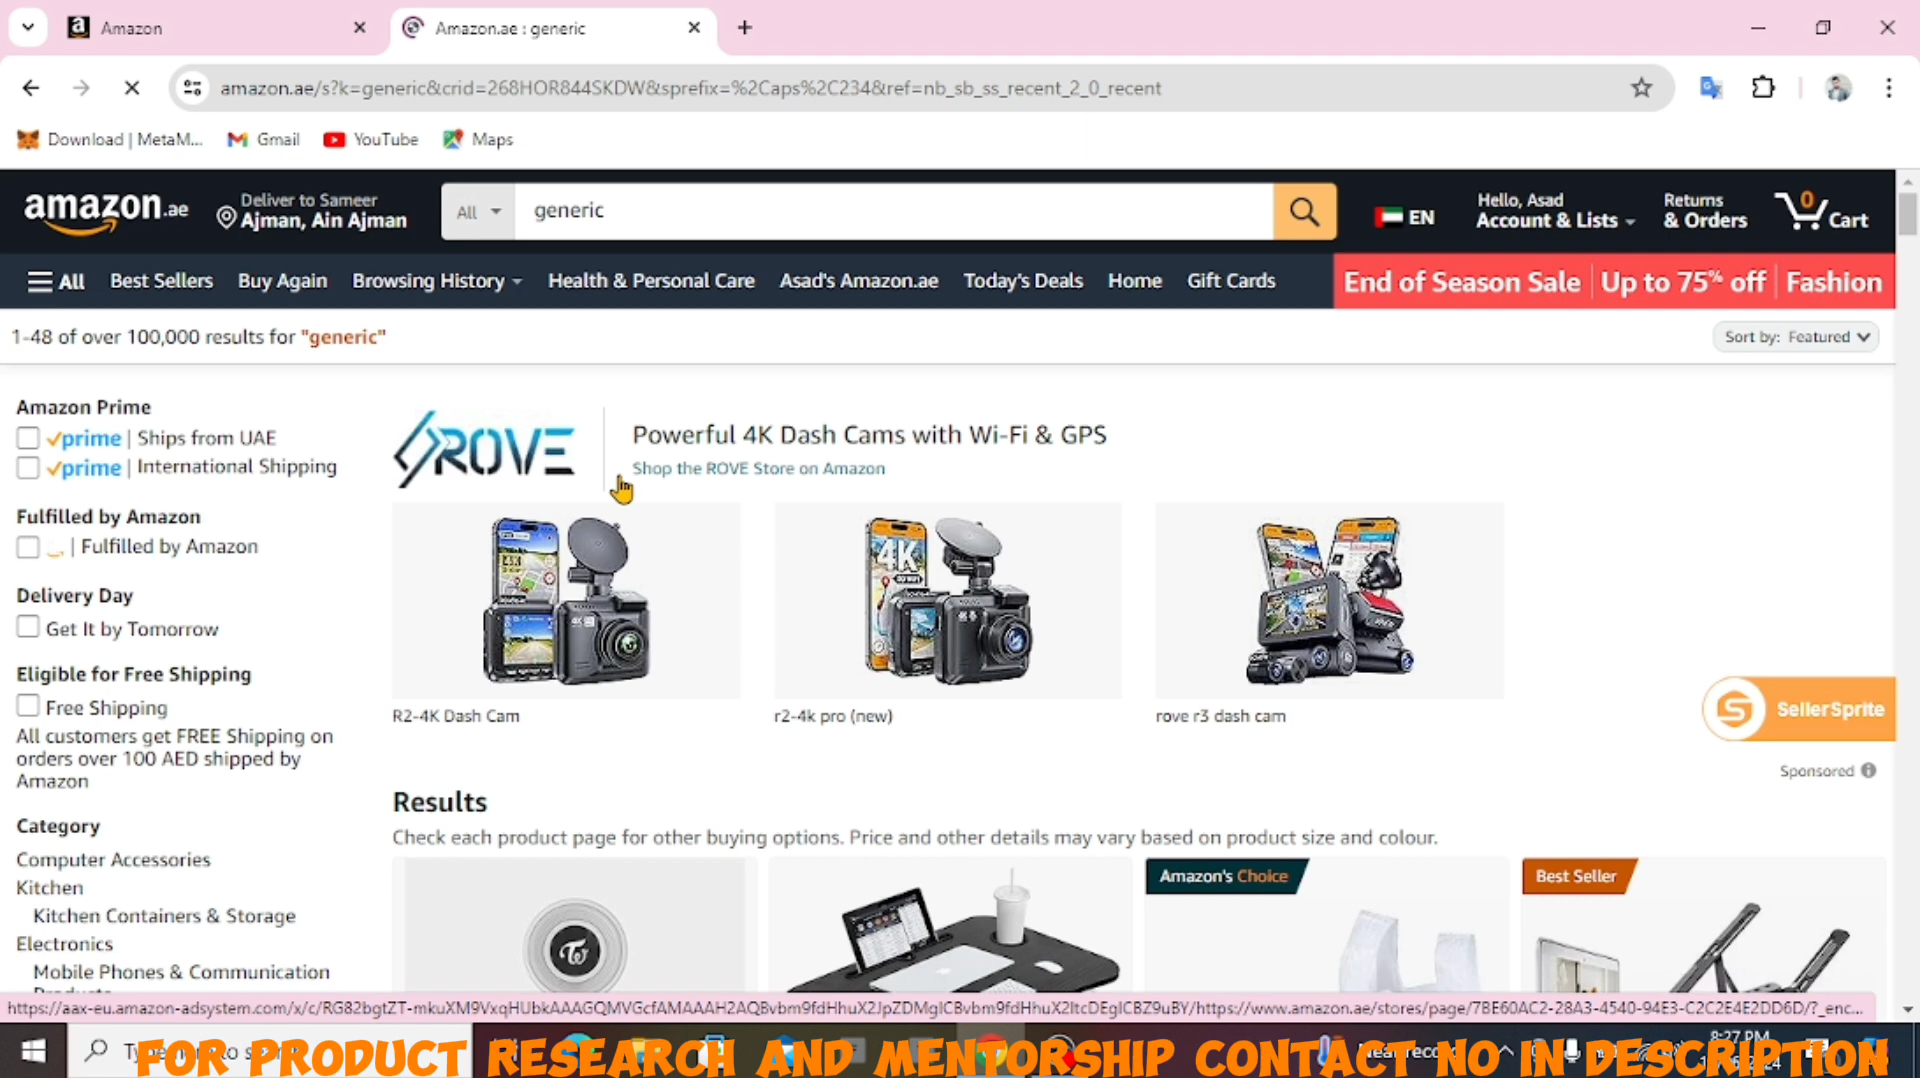 Amazon
Amazon.ae : generic
amazon.ae/s?k=generic&crid=268HOR844SKDW&sprefix=%2Caps%2C234&ref=nb_sb_ss_recent_2_0_recent
Download | MetaM...
Gmail
YouTube
Maps
amazon.ae
Deliver to Sameer
Ajman, Ain Ajman
All
generic
EN
Hello, Asad
Account & Lists
Returns
& Orders
0
Cart
All
Best Sellers
Buy Again
Browsing History
Health & Personal Care
Asad's Amazon.ae
Today's Deals
Home
Gift Cards
End of Season Sale
Up to 75% off
Fashion
1-48 of over 100,000 results for "generic"
Sort by: Featured
Amazon Prime
prime | Ships from UAE
prime | International Shipping
Fulfilled by Amazon
| Fulfilled by Amazon
Delivery Day
Get It by Tomorrow
Eligible for Free Shipping
Free Shipping
All customers get FREE Shipping on
orders over 100 AED shipped by
Amazon
Category
Computer Accessories
Kitchen
Kitchen Containers & Storage
Electronics
Mobile Phones & Communication
ROVE
Powerful 4K Dash Cams with Wi-Fi & GPS
Shop the ROVE Store on Amazon
4K
R2-4K Dash Cam
r2-4k pro (new)
rove r3 dash cam
SellerSprite
Sponsored
Results
Check each product page for other buying options. Price and other details may vary based on product size and colour.
Amazon's Choice
Best Seller
https://aax-eu.amazon-adsystem.com/x/c/RG82bgtZT-mkuXM9VxqHUbkAAAGQMVGcfAMAAAH2AQBvbm9fdHhuX2JpZDMgICBvbm9fdHhuX2ltcDEgICBZ9uBY/https://www.amazon.ae/stores/page/7BE60AC2-28A3-4540-94E3-C2C2E4E2DD6D/?_enc...
8:27 PM
FOR PRODUCT RESEARCH AND MENTORSHIP CONTACT NO IN DESCRIPTION